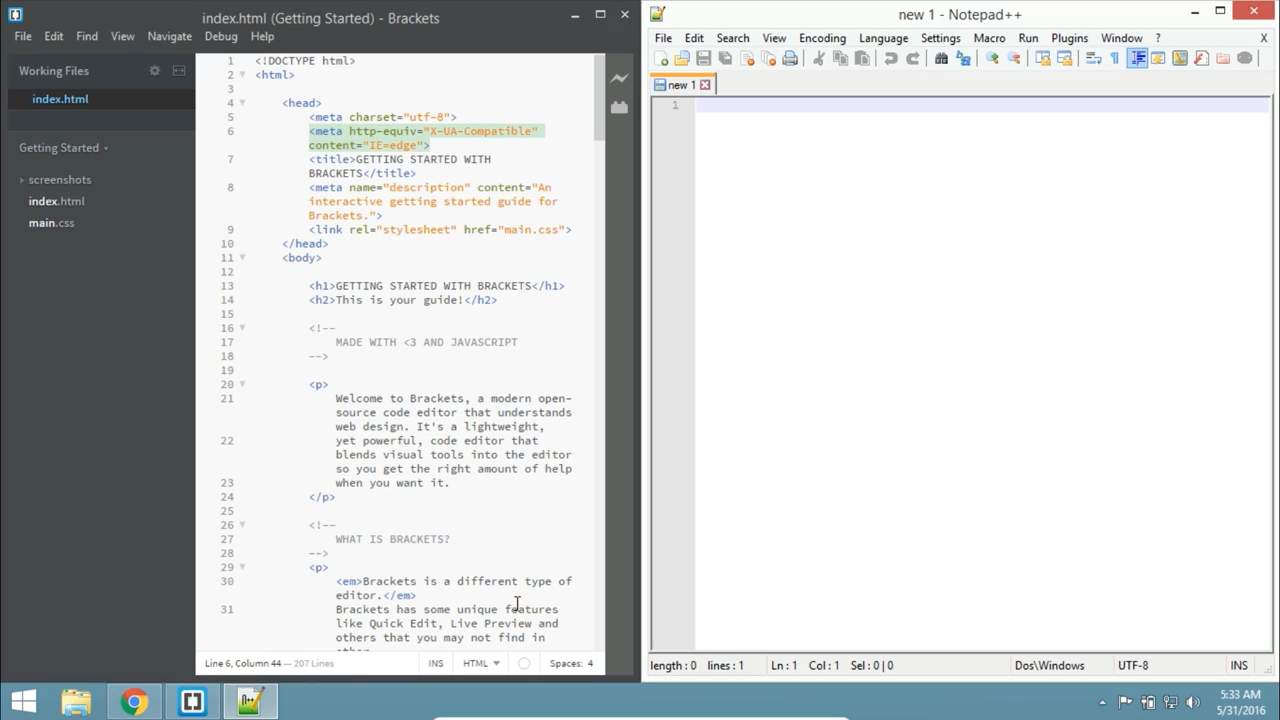 index.html (Getting Started) - Brackets
File Edit Find View Navigate Debug Help
Working Files
index.html
Getting Started
screenshots
index.html
main.css
1 <!DOCTYPE html>
2 <html>
3
4 <head>
5 <meta charset="utf-8">
6 <meta http-equiv="X-UA-Compatible"
content="IE=edge">
7 <title>GETTING STARTED WITH
BRACKETS</title>
8 <meta name="description" content="An
interactive getting started guide for
Brackets.">
9 <link rel="stylesheet" href="main.css">
10 </head>
11 <body>
12
13 <h1>GETTING STARTED WITH BRACKETS</h1>
14 <h2>This is your guide!</h2>
15
16 <!--
17 MADE WITH <3 AND JAVASCRIPT
18 -->
19
20 <p>
21 Welcome to Brackets, a modern open-
source code editor that understands
web design. It's a lightweight,
22 yet powerful, code editor that
blends visual tools into the editor
so you get the right amount of help
23 when you want it.
24 </p>
25
26 <!--
27 WHAT IS BRACKETS?
28 -->
29 <p>
30 <em>Brackets is a different type of
editor.</em>
31 Brackets has some unique features
like Quick Edit, Live Preview and
others that you may not find in
other
Line 6, Column 44 — 207 Lines
INS HTML Spaces: 4
new 1 - Notepad++
File Edit Search View Encoding Language Settings Macro Run Plugins Window ? X
new 1
1
length : 0 lines : 1 Ln : 1 Col : 1 Sel : 0 | 0 Dos\Windows UTF-8 INS
5:33 AM
5/31/2016